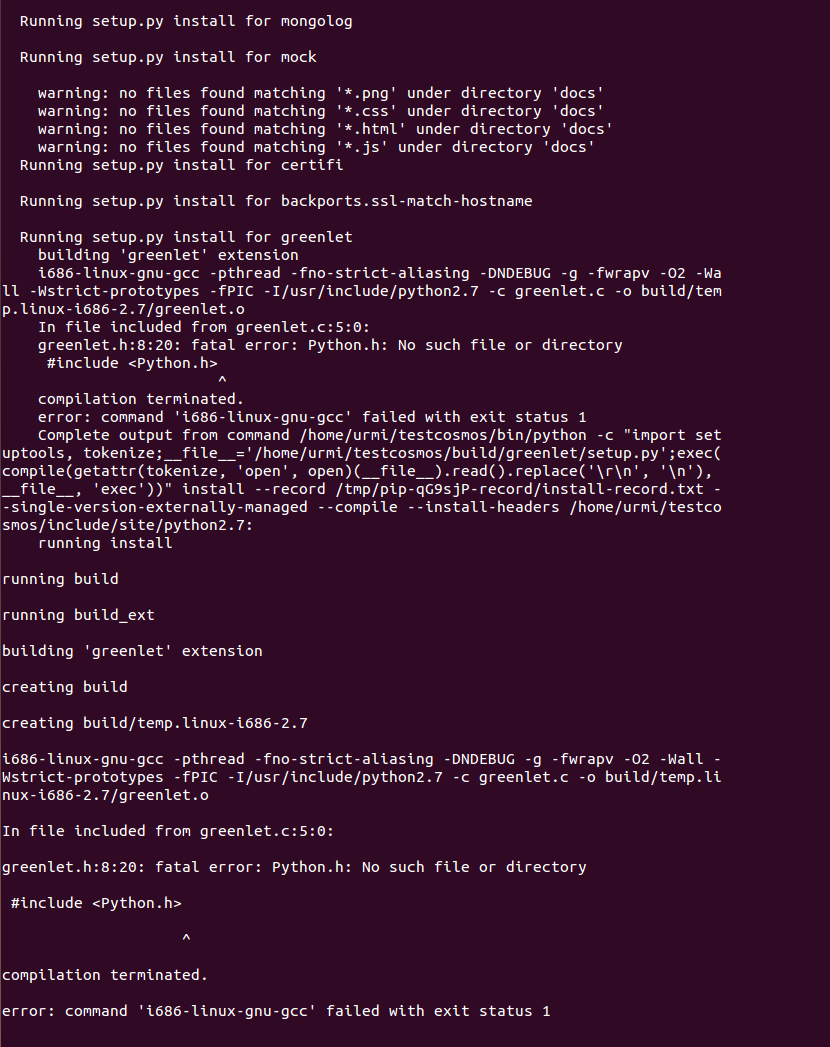 Running setup.py install for mongolog
Running setup.py install for mock
warning: no files found matching '*.png' under directory 'docs'
warning: no files found matching '*.css' under directory 'docs'
warning: no files found matching '*.html' under directory 'docs'
warning: no files found matching '*.js' under directory 'docs'
Running setup.py install for certifi
Running setup.py install for backports.ssl-match-hostname
Running setup.py install for greenlet
building 'greenlet' extension
i686-linux-gnu-gcc -pthread -fno-strict-aliasing -DNDEBUG -g -fwrapv -O2 -Wa
ll -Wstrict-prototypes -fPIC -I/usr/include/python2.7 -c greenlet.c -o build/tem
p.linux-i686-2.7/greenlet.o
In file included from greenlet.c:5:0:
greenlet.h:8:20: fatal error: Python.h: No such file or directory
#include <Python.h>
^
compilation terminated.
error: command 'i686-linux-gnu-gcc' failed with exit status 1
Complete output from command /home/urmi/testcosmos/bin/python -c "import set
uptools, tokenize;__file__='/home/urmi/testcosmos/build/greenlet/setup.py';exec(
compile(getattr(tokenize, 'open', open)(__file__).read().replace('\r\n', '\n'),
__file__, 'exec'))" install --record /tmp/pip-qG9sjP-record/install-record.txt -
-single-version-externally-managed --compile --install-headers /home/urmi/testco
smos/include/site/python2.7:
running install
running build
running build_ext
building 'greenlet' extension
creating build
creating build/temp.linux-i686-2.7
i686-linux-gnu-gcc -pthread -fno-strict-aliasing -DNDEBUG -g -fwrapv -O2 -Wall -
Wstrict-prototypes -fPIC -I/usr/include/python2.7 -c greenlet.c -o build/temp.li
nux-i686-2.7/greenlet.o
In file included from greenlet.c:5:0:
greenlet.h:8:20: fatal error: Python.h: No such file or directory
#include <Python.h>
^
compilation terminated.
error: command 'i686-linux-gnu-gcc' failed with exit status 1